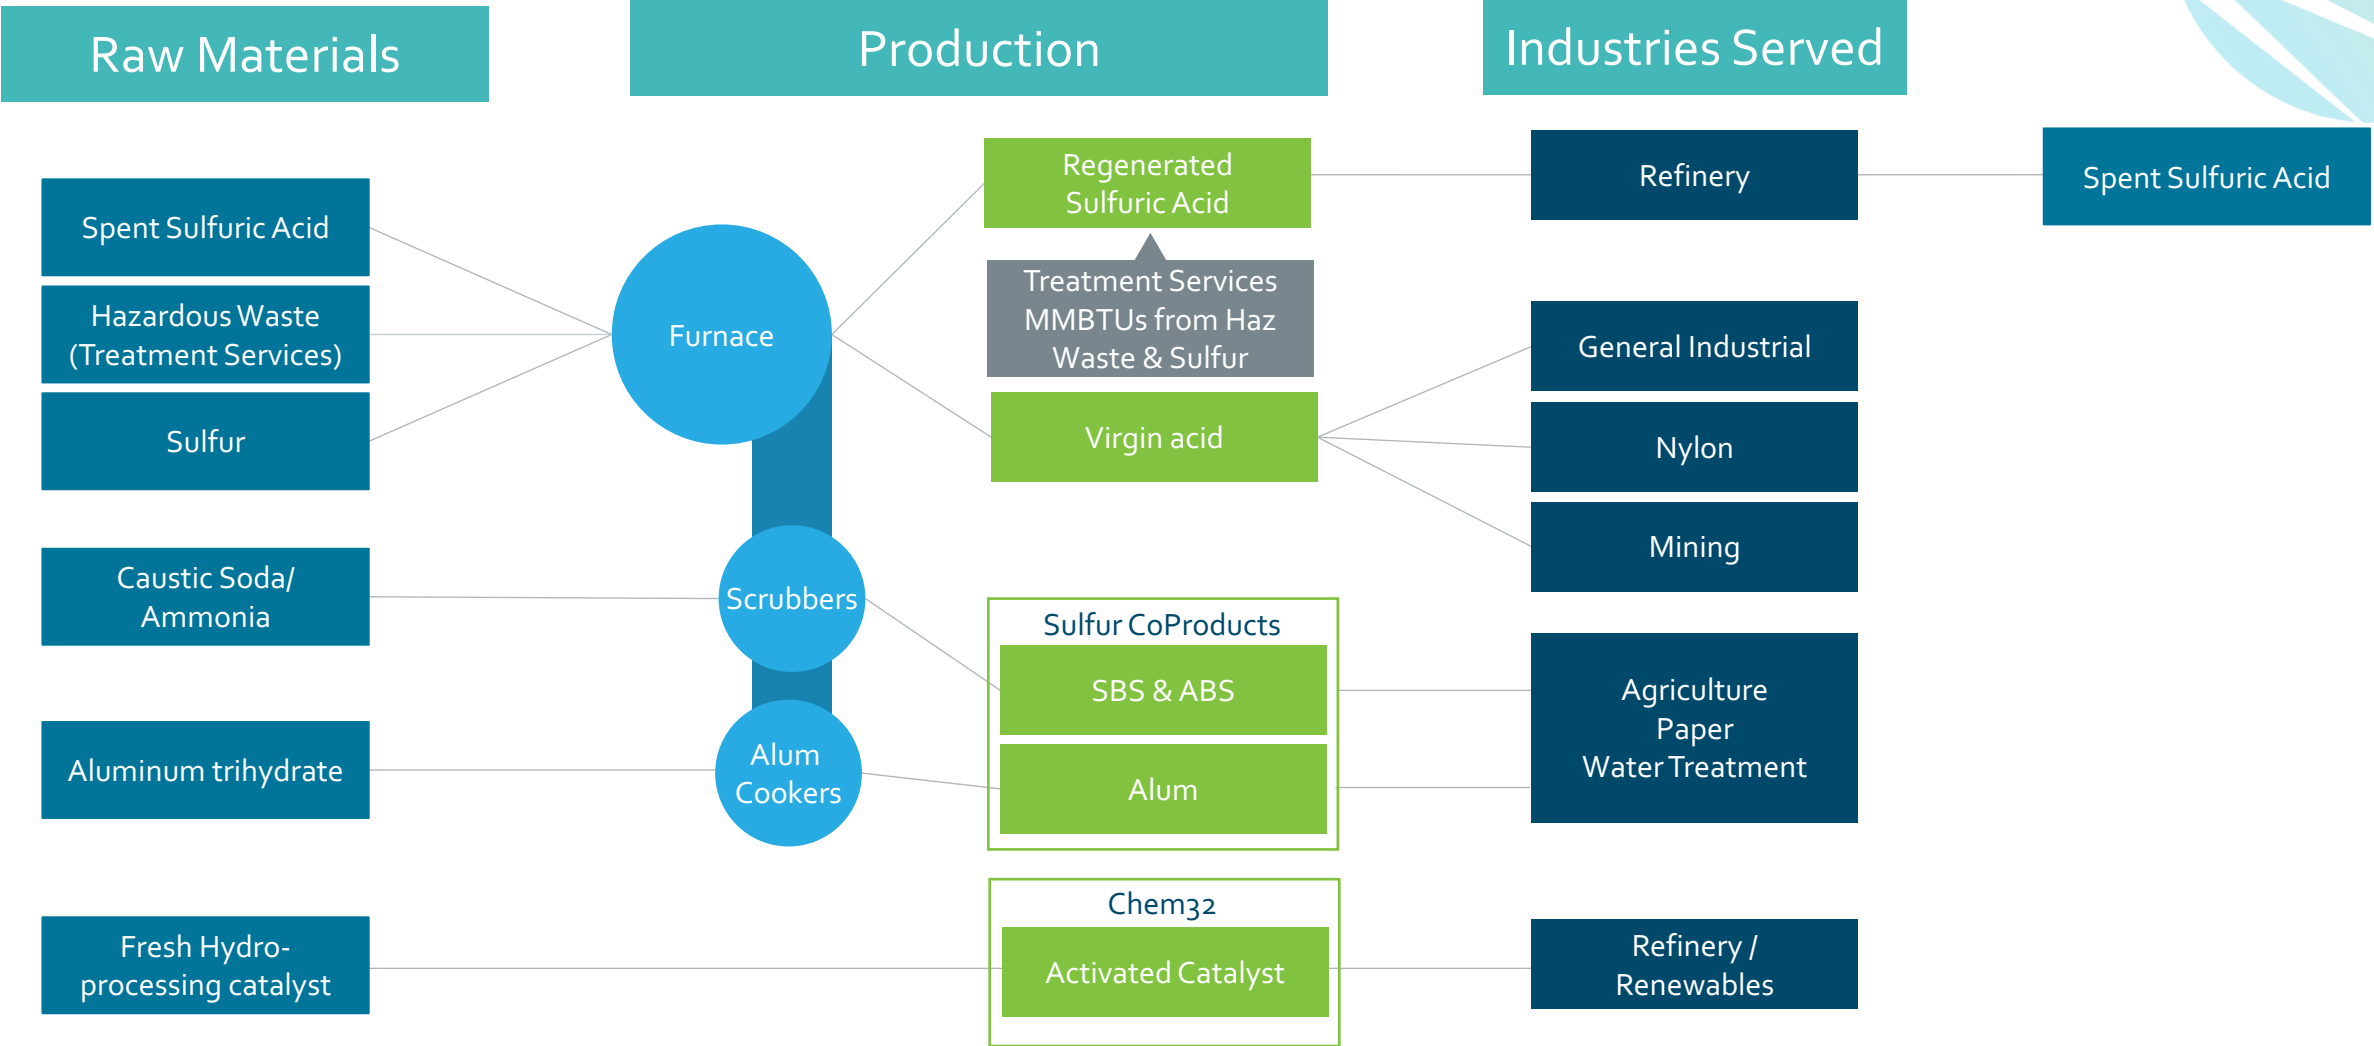 Raw Materials
Production
Industries Served
Spent Sulfuric Acid
Hazardous Waste
(Treatment Services)
Sulfur
Caustic Soda/
Ammonia
Aluminum trihydrate
Fresh Hydro-
processing catalyst
Furnace
Scrubbers
Alum
Cookers
Regenerated
Sulfuric Acid
Treatment Services
MMBTUs from Haz
Waste & Sulfur
Virgin acid
Sulfur CoProducts
SBS & ABS
Alum
Chem32
Activated Catalyst
Refinery
General Industrial
Nylon
Mining
Agriculture
Paper
Water Treatment
Refinery /
Renewables
Spent Sulfuric Acid